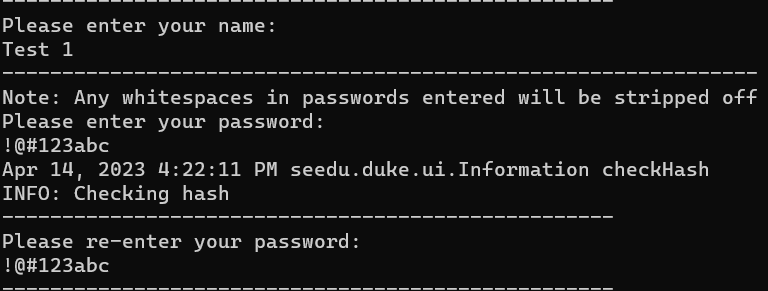 ------------------------------------------------------------
Please enter your name:
Test 1
---------------------------------------------------------------
Note: Any whitespaces in passwords entered will be stripped off
Please enter your password:
!@#123abc
Apr 14, 2023 4:22:11 PM seedu.duke.ui.Information checkHash
INFO: Checking hash
---------------------------------------------------
Please re-enter your password:
!@#123abc
---------------------------------------------------